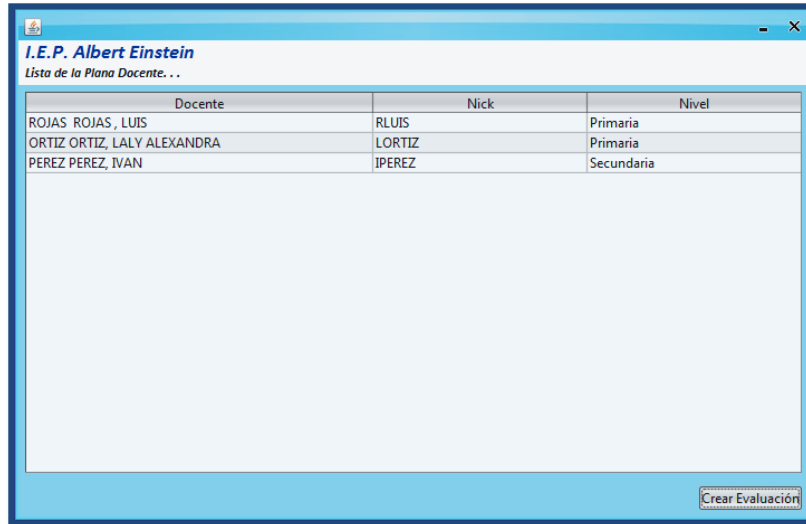 I.E.P. Albert Einstein
Lista de la Plana Docente. . .
Docente Nick Nivel
ROJAS  ROJAS , LUIS RLUIS Primaria
ORTIZ ORTIZ, LALY ALEXANDRA LORTIZ Primaria
PEREZ PEREZ, IVAN IPEREZ Secundaria
Crear Evaluación